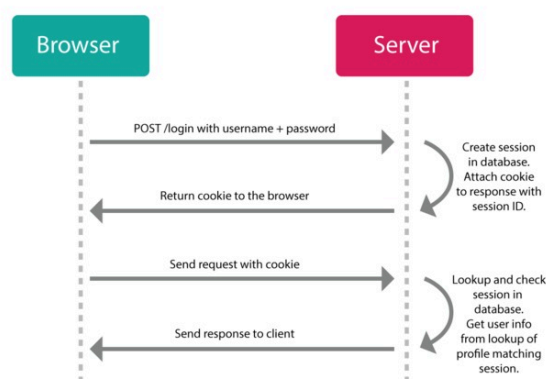 Browser
Server
POST /login with username + password
Create session
in database.
Attach cookie
to response with
session ID.
Return cookie to the browser
Send request with cookie
Lookup and check
session in
database.
Get user info
from lookup of
profile matching
session.
Send response to client